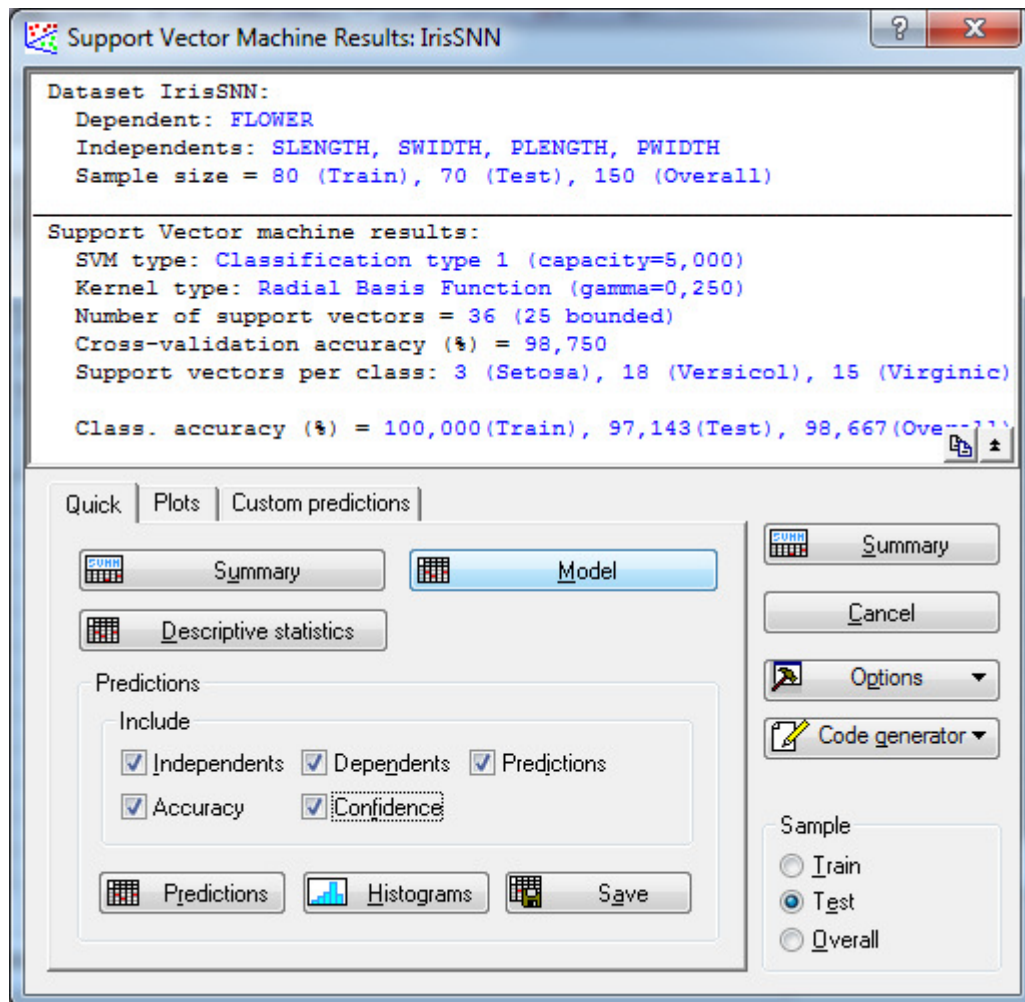 Support Vector Machine Results: IrisSNN
Dataset IrisSNN:
Dependent: FLOWER
Independents: SLENGTH, SWIDTH, PLENGTH, PWIDTH
Sample size = 80 (Train), 70 (Test), 150 (Overall)
Support Vector machine results:
SVM type: Classification type 1 (capacity=5,000)
Kernel type: Radial Basis Function (gamma=0,250)
Number of support vectors = 36 (25 bounded)
Cross-validation accuracy (%) = 98,750
Support vectors per class: 3 (Setosa), 18 (Versicol), 15 (Virginic)
Class. accuracy (%) = 100,000(Train), 97,143(Test), 98,667(Overall)
Quick Plots Custom predictions
Summary Model
Descriptive statistics
Predictions
Include
Independents Dependents Predictions
Accuracy Confidence
Predictions Histograms Save
Summary
Cancel
Options
Code generator
Sample
Train
Test
Overall